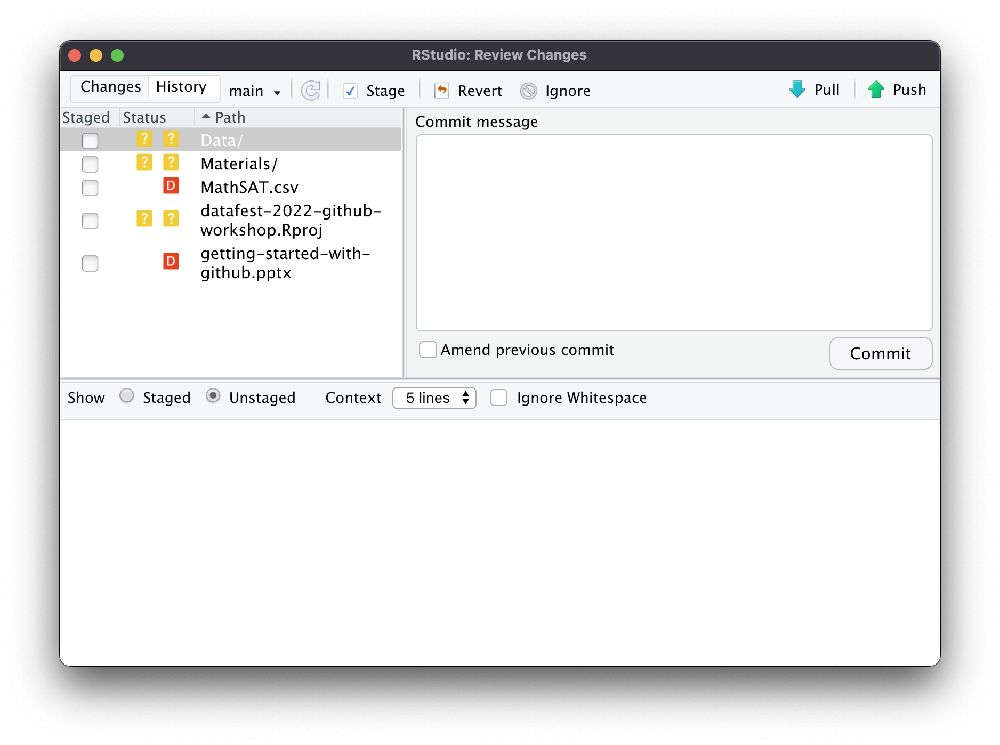 RStudio: Review Changes
Changes History main Stage Revert Ignore Pull Push
Staged Status Path
? ? Data/
? ? Materials/
D MathSAT.csv
? ? datafest-2022-github-
workshop.Rproj
D getting-started-with-
github.pptx
Commit message
Amend previous commit Commit
Show Staged Unstaged Context 5 lines Ignore Whitespace